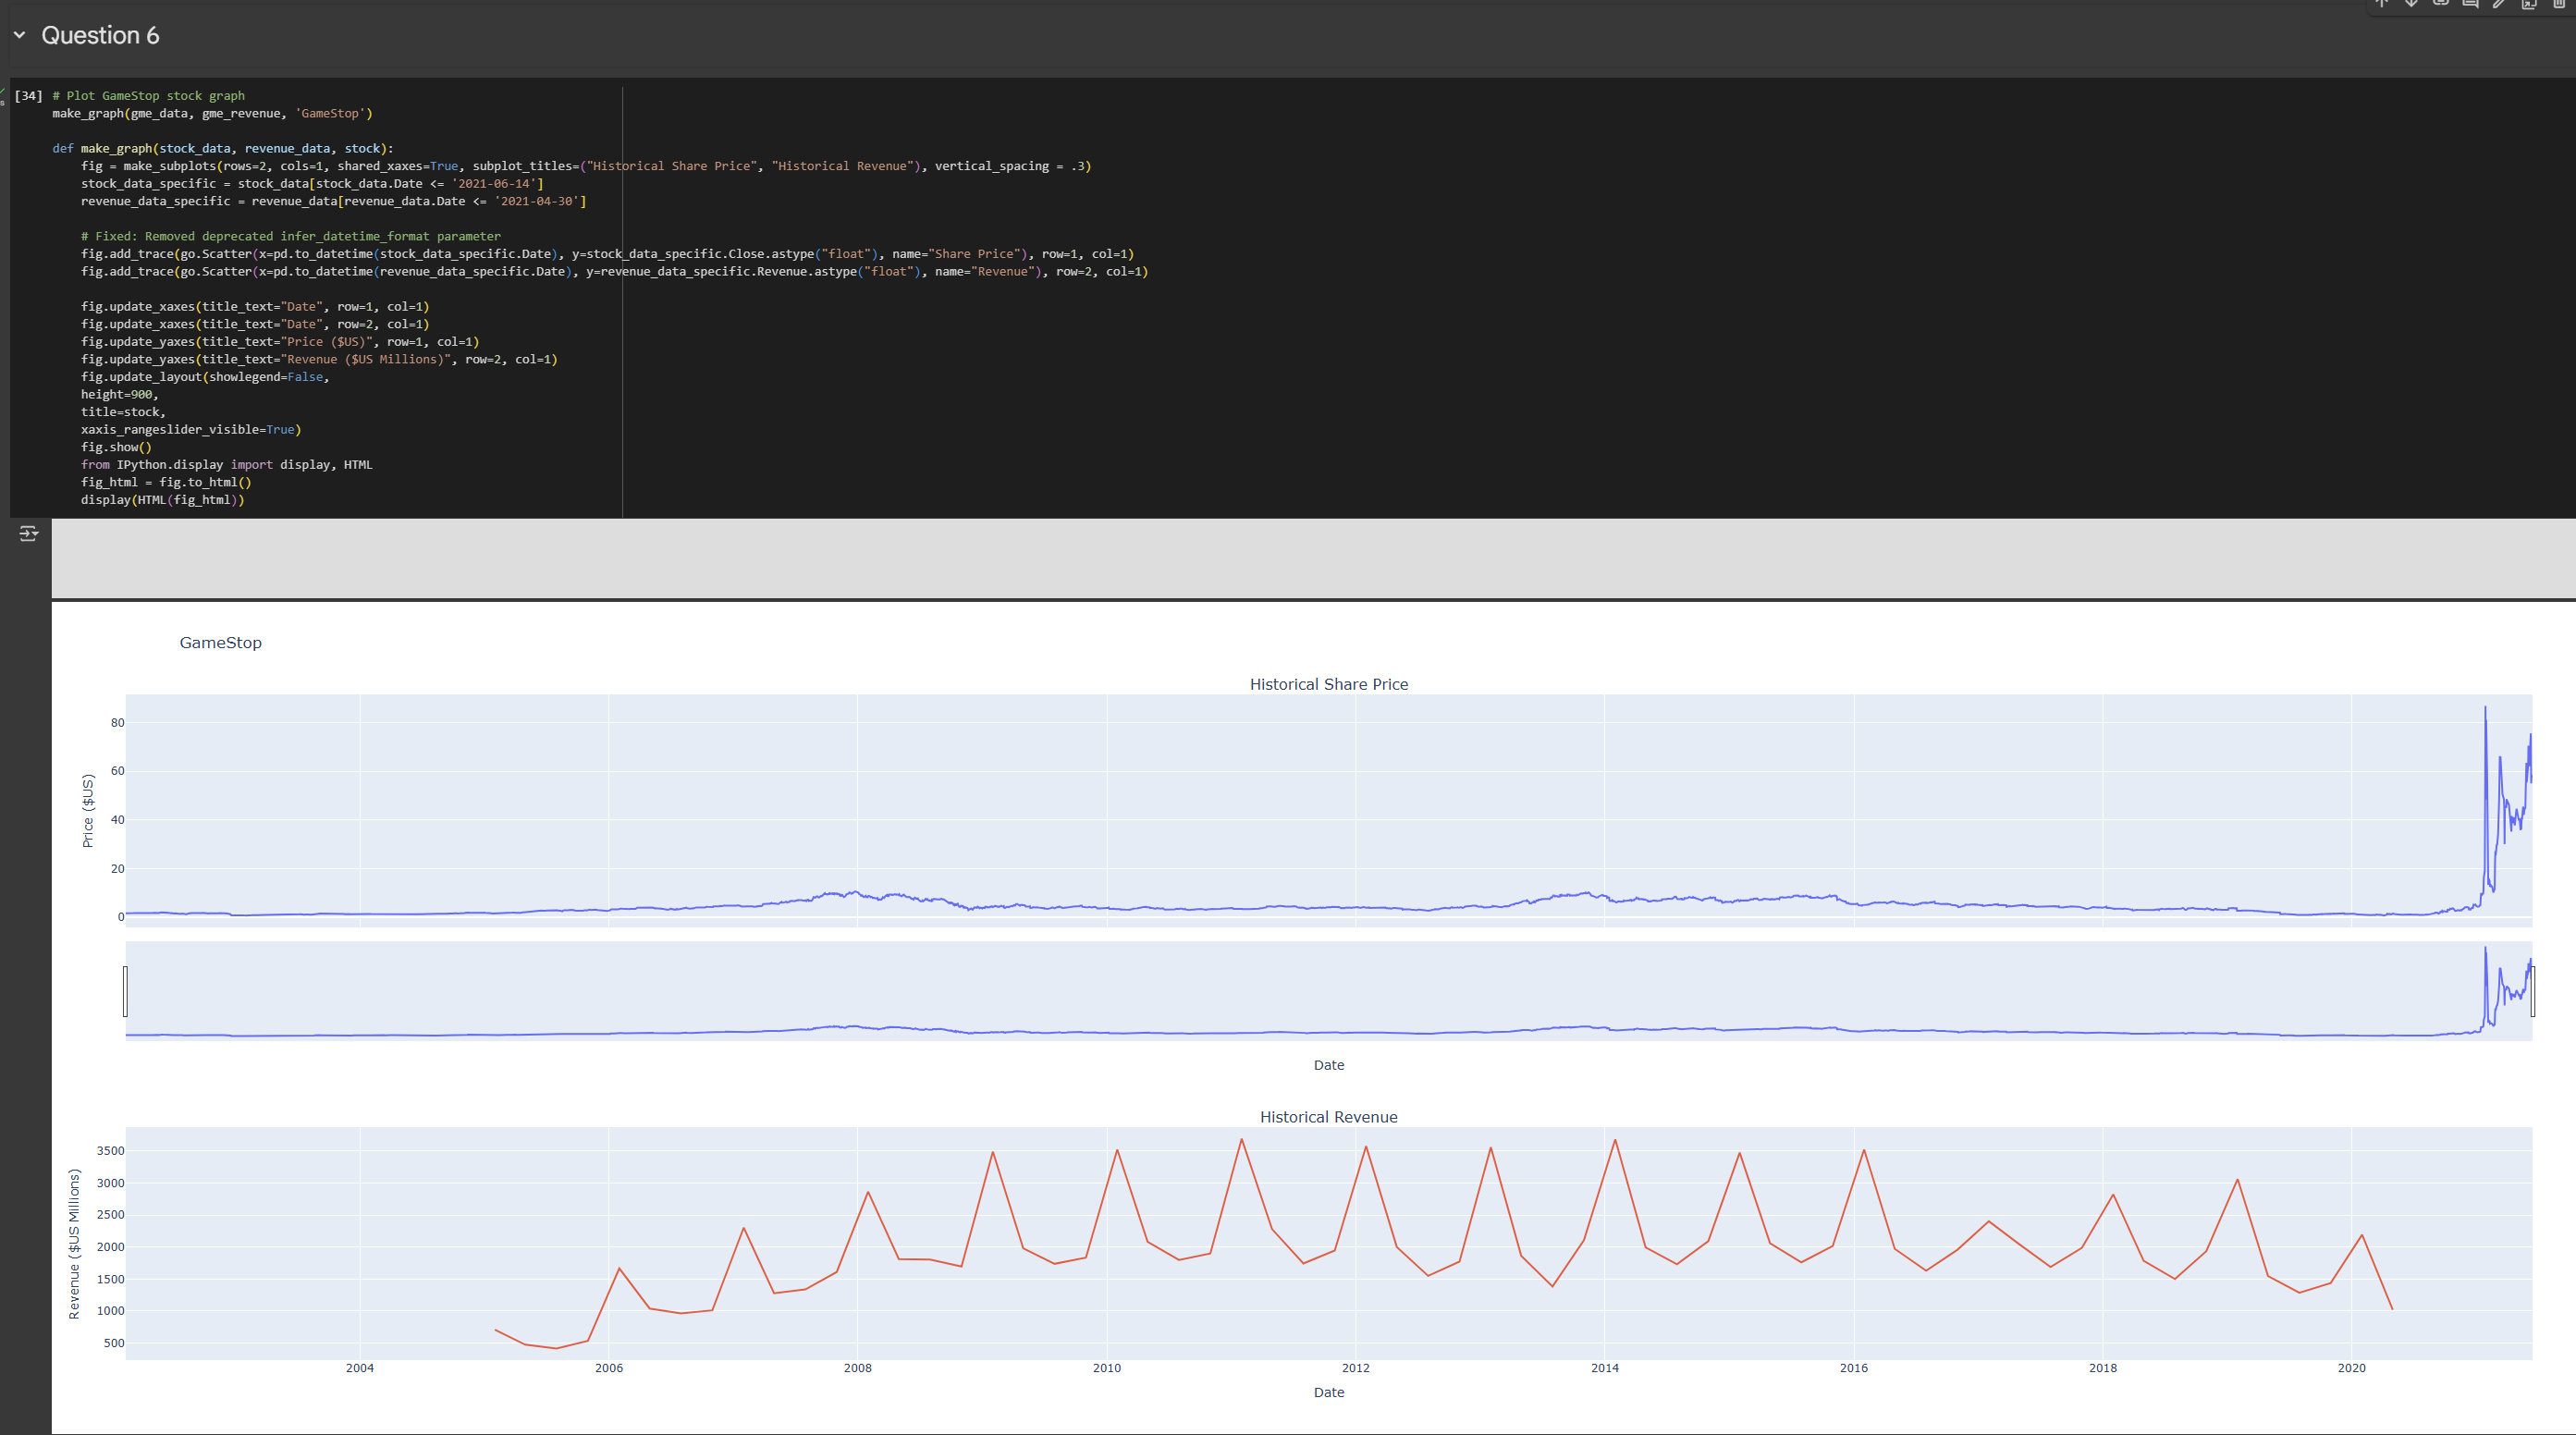 Question 6
[34] # Plot GameStop stock graph
make_graph(gme_data, gme_revenue, 'GameStop')
def make_graph(stock_data, revenue_data, stock):
    fig = make_subplots(rows=2, cols=1, shared_xaxes=True, subplot_titles=("Historical Share Price", "Historical Revenue"), vertical_spacing = .3)
    stock_data_specific = stock_data[stock_data.Date <= '2021-06-14']
    revenue_data_specific = revenue_data[revenue_data.Date <= '2021-04-30']
    # Fixed: Removed deprecated infer_datetime_format parameter
    fig.add_trace(go.Scatter(x=pd.to_datetime(stock_data_specific.Date), y=stock_data_specific.Close.astype("float"), name="Share Price"), row=1, col=1)
    fig.add_trace(go.Scatter(x=pd.to_datetime(revenue_data_specific.Date), y=revenue_data_specific.Revenue.astype("float"), name="Revenue"), row=2, col=1)
    fig.update_xaxes(title_text="Date", row=1, col=1)
    fig.update_xaxes(title_text="Date", row=2, col=1)
    fig.update_yaxes(title_text="Price ($US)", row=1, col=1)
    fig.update_yaxes(title_text="Revenue ($US Millions)", row=2, col=1)
    fig.update_layout(showlegend=False,
    height=900,
    title=stock,
    xaxis_rangeslider_visible=True)
    fig.show()
    from IPython.display import display, HTML
    fig_html = fig.to_html()
    display(HTML(fig_html))
GameStop
Historical Share Price
Price ($US)
80
60
40
20
0
Date
Historical Revenue
Revenue ($US Millions)
3500
3000
2500
2000
1500
1000
500
2004 2006 2008 2010 2012 2014 2016 2018 2020
Date